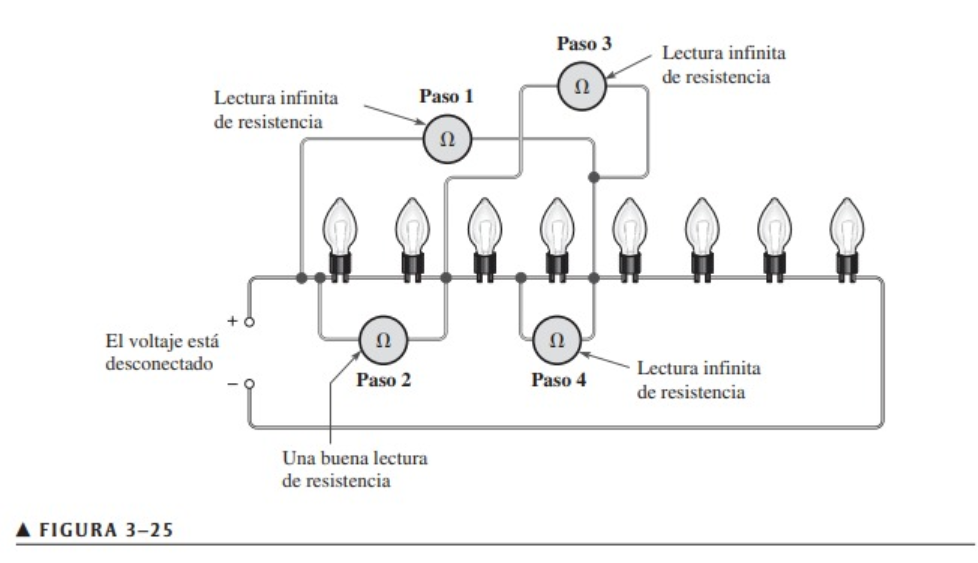 Paso 3
Lectura infinita
de resistencia
Ω
Lectura infinita
de resistencia
Paso 1
Ω
+
El voltaje está
desconectado
−
Ω
Paso 2
Ω
Paso 4
Lectura infinita
de resistencia
Una buena lectura
de resistencia
▲ FIGURA 3–25